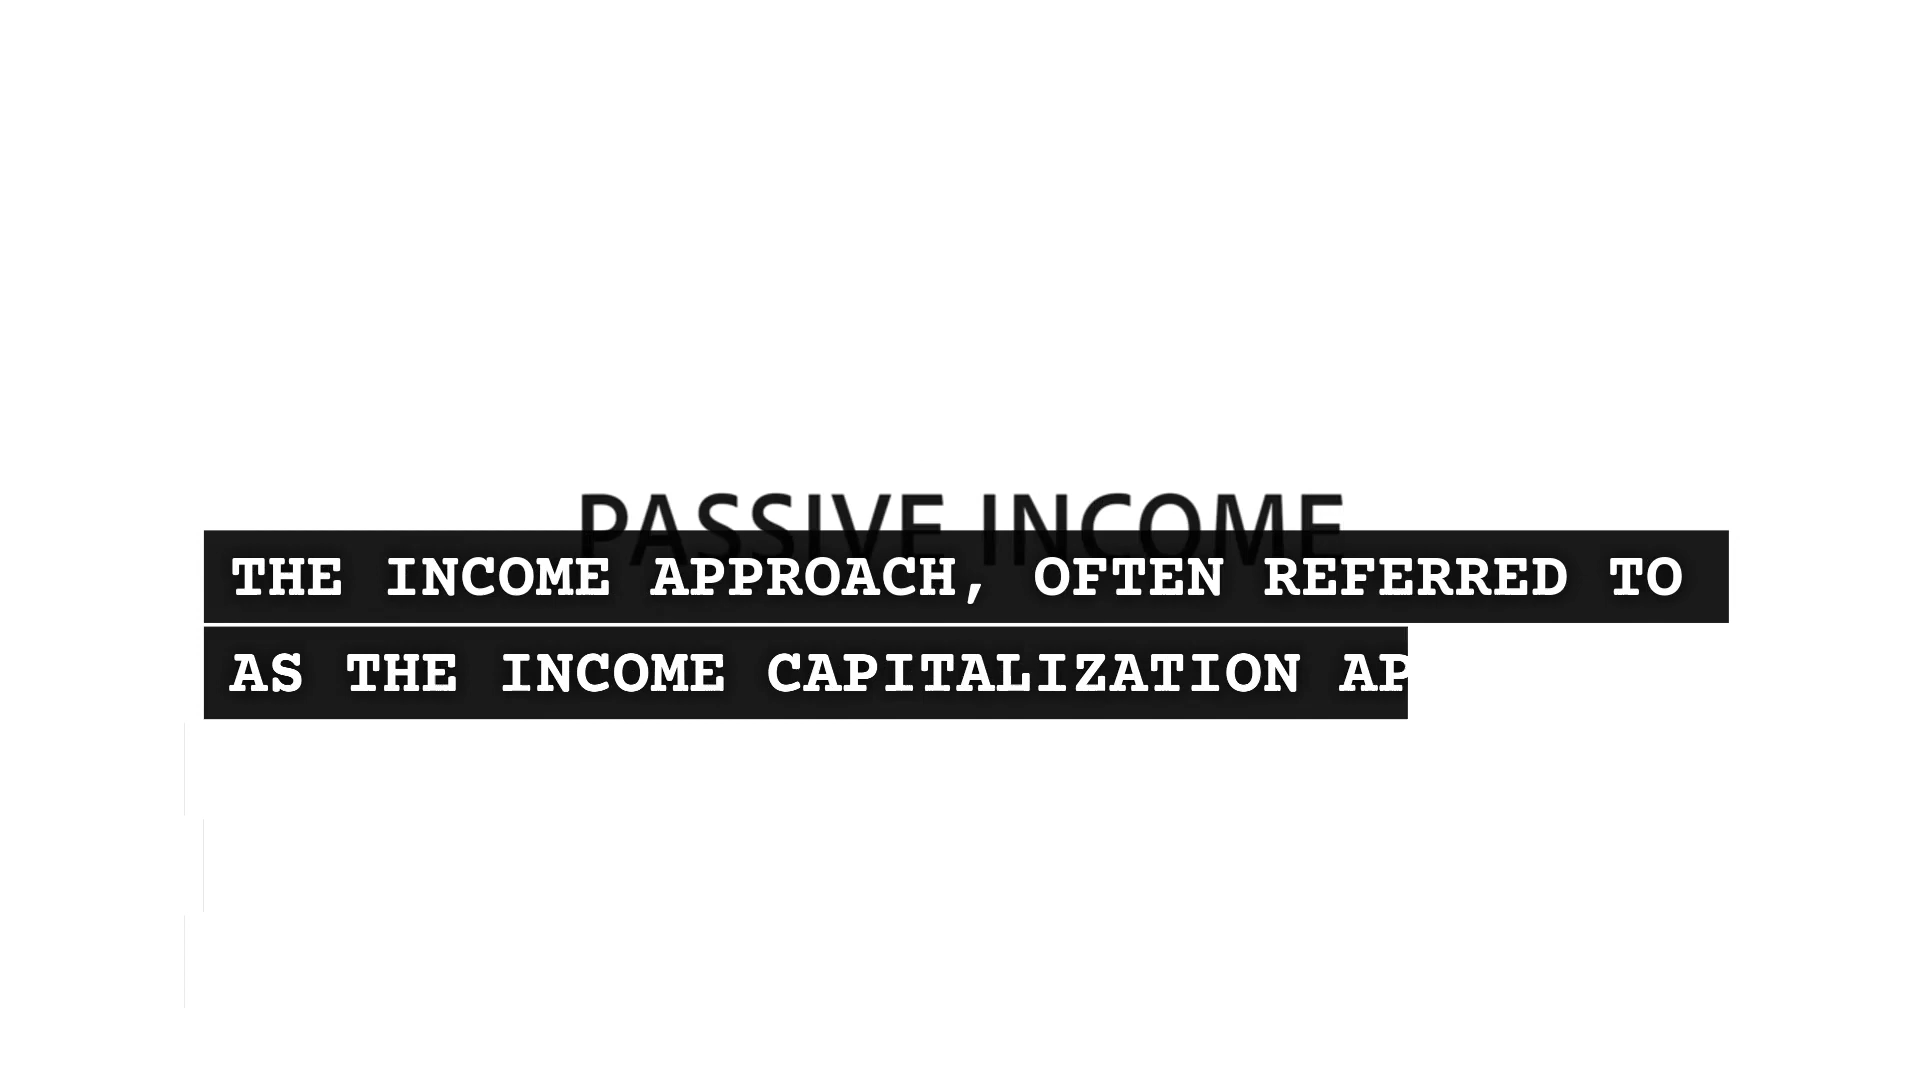 PASSIVE INCOME
THE INCOME APPROACH, OFTEN REFERRED TO
AS THE INCOME CAPITALIZATION AP